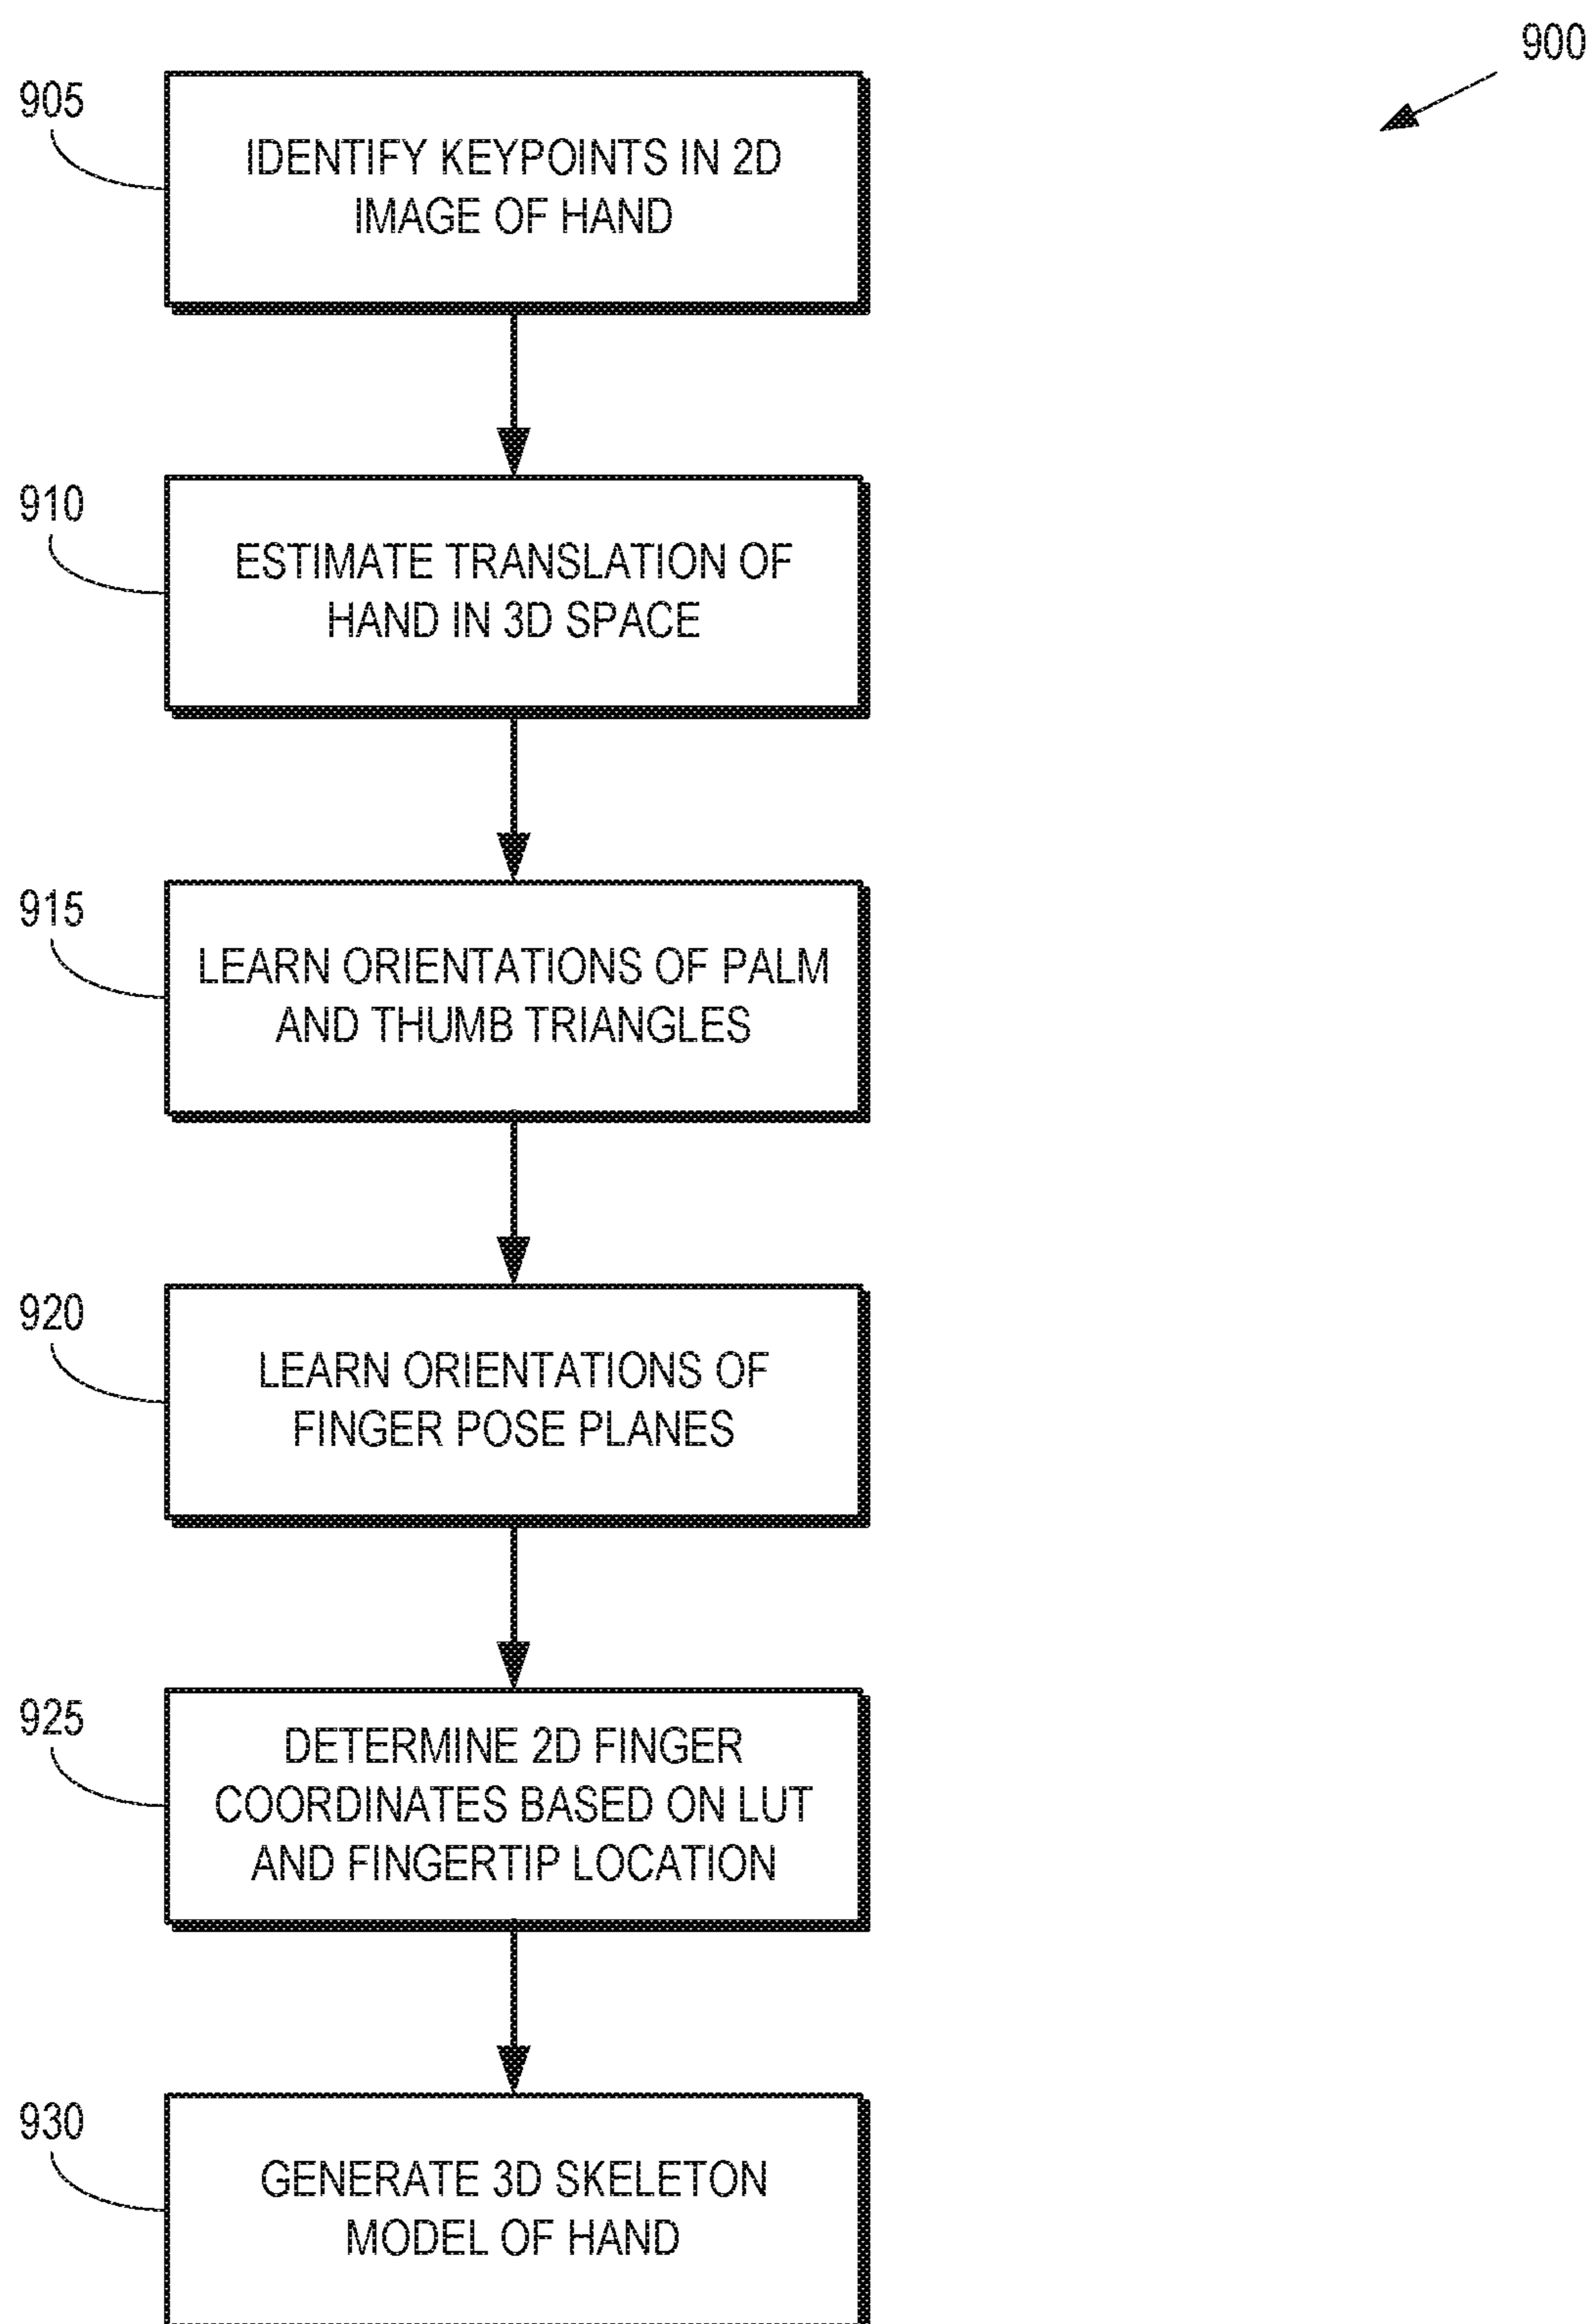 900
905
IDENTIFY KEYPOINTS IN 2D
IMAGE OF HAND
910
ESTIMATE TRANSLATION OF
HAND IN 3D SPACE
915
LEARN ORIENTATIONS OF PALM
AND THUMB TRIANGLES
920
LEARN ORIENTATIONS OF
FINGER POSE PLANES
925
DETERMINE 2D FINGER
COORDINATES BASED ON LUT
AND FINGERTIP LOCATION
930
GENERATE 3D SKELETON
MODEL OF HAND